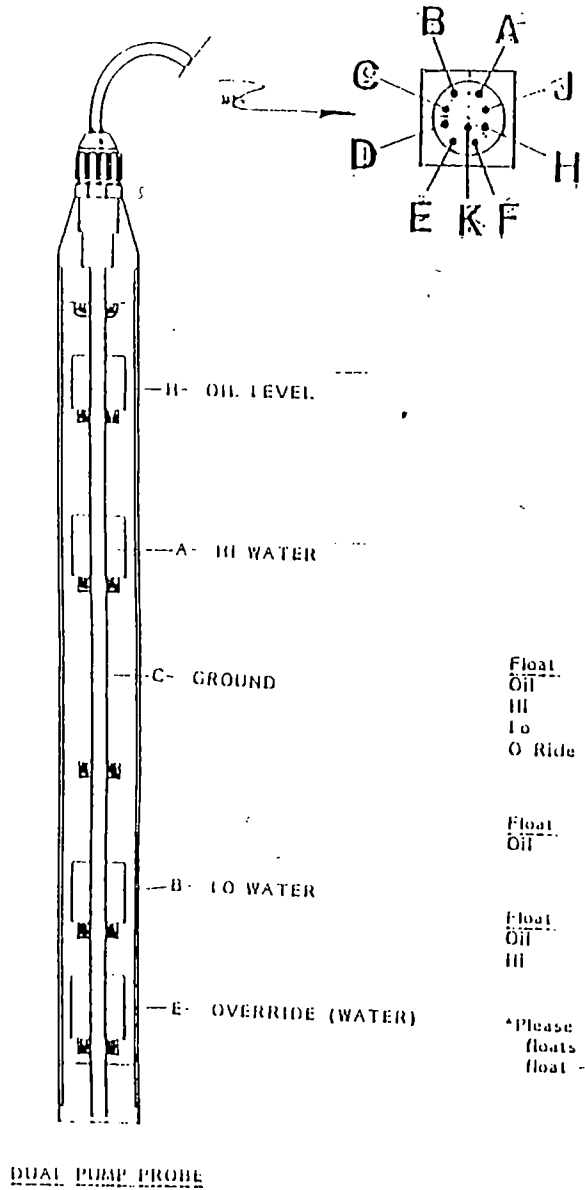 B A
C J
D H
E K F
H- OIL LEVEL
A- HI WATER
C- GROUND
B- LO WATER
E- OVERRIDE (WATER)
Float
Oil
HI
Lo
O Ride
Float
Oil
Float
Oil
HI
*Please
floats
float -
DUAL PUMP PROBE